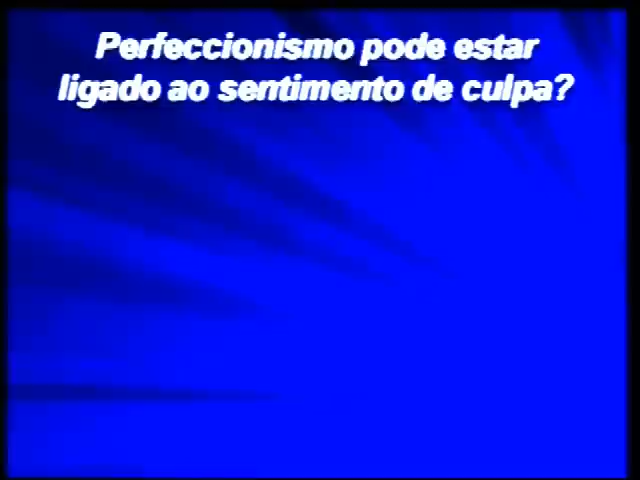 Perfeccionismo pode estar
ligado ao sentimento de culpa?